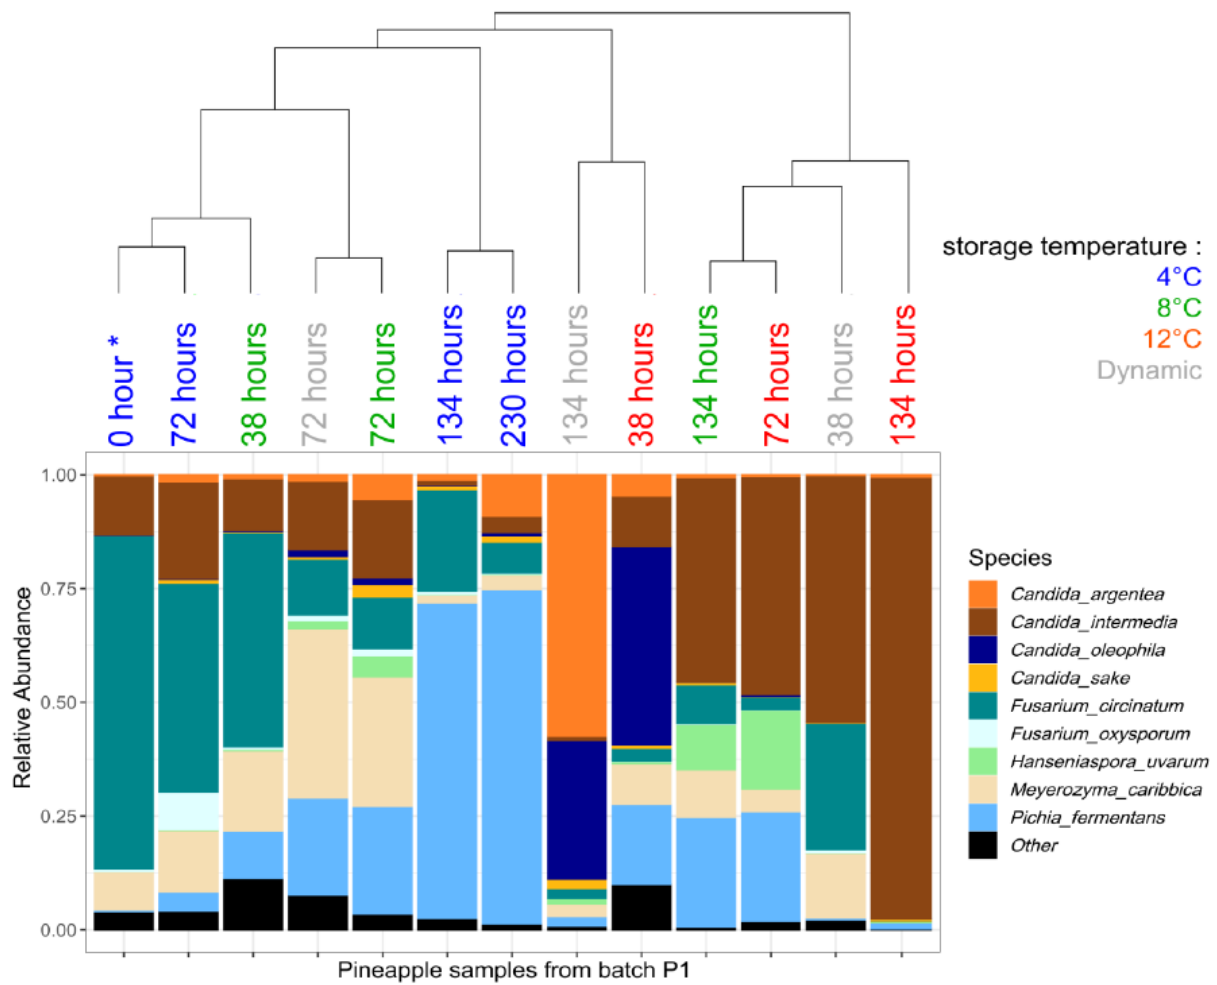 storage temperature :
4°C
8°C
12°C
Dynamic
0 hour *
72 hours
38 hours
72 hours
72 hours
134 hours
230 hours
134 hours
38 hours
134 hours
72 hours
38 hours
134 hours
1.00
0.75
0.50
0.25
0.00
Relative Abundance
Pineapple samples from batch P1
Species
Candida_argentea
Candida_intermedia
Candida_oleophila
Candida_sake
Fusarium_circinatum
Fusarium_oxysporum
Hanseniaspora_uvarum
Meyerozyma_caribbica
Pichia_fermentans
Other